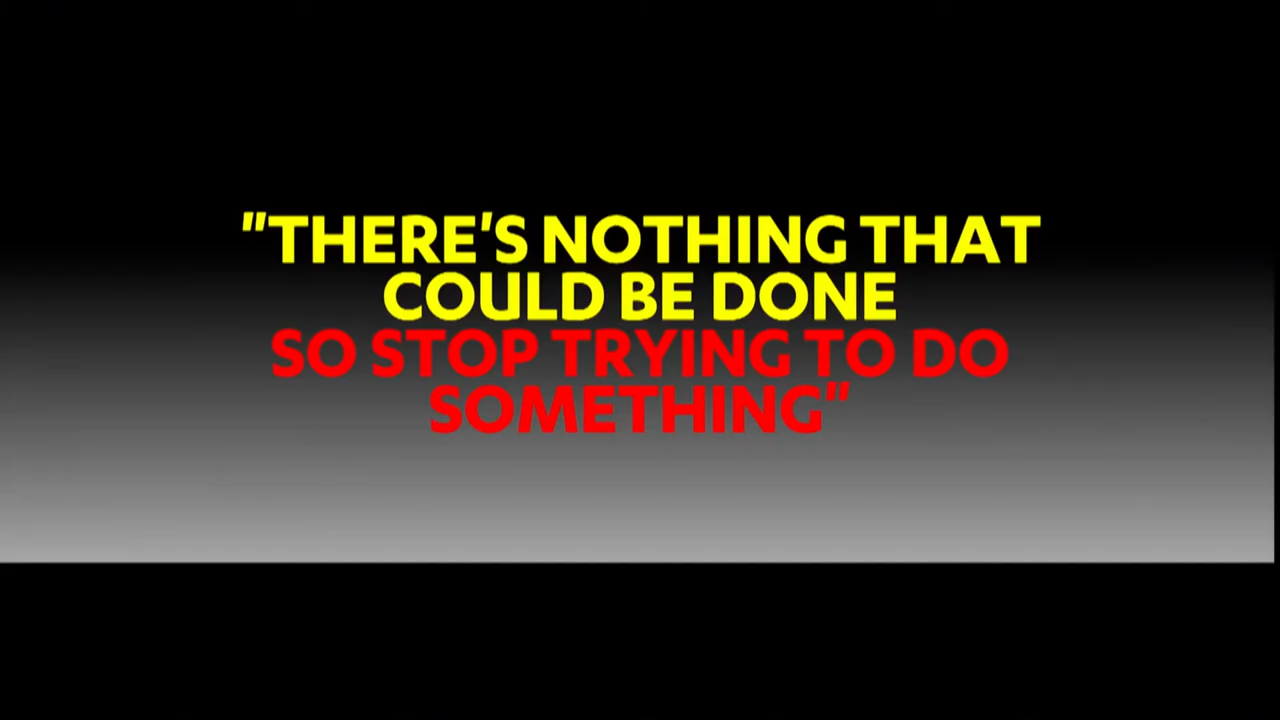 "THERE'S NOTHING THAT
COULD BE DONE
SO STOP TRYING TO DO
SOMETHING"